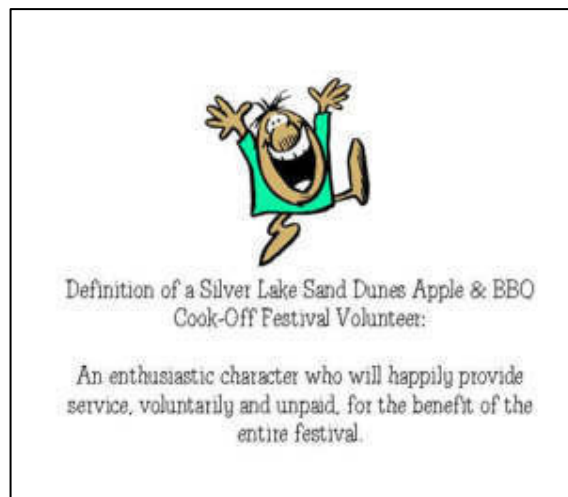 Definition of a Silver Lake Sand Dunes Apple & BBQ
Cook-Off Festival Volunteer:
An enthusiastic character who will happily provide
service, voluntarily and unpaid, for the benefit of the
entire festival.